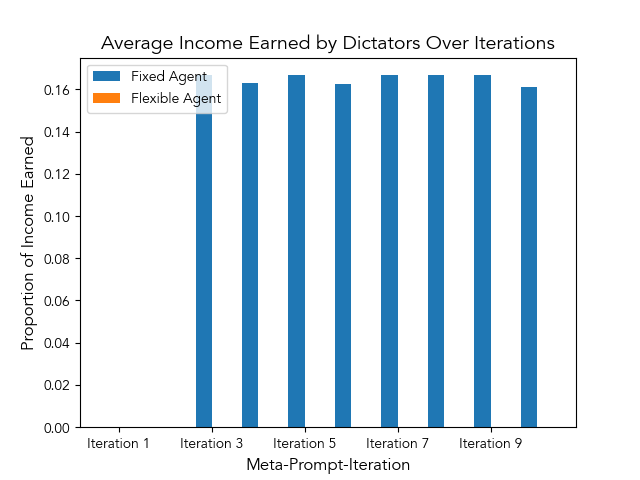 Average Income Earned by Dictators Over Iterations
Fixed Agent
Flexible Agent
Proportion of Income Earned
0.16
0.14
0.12
0.10
0.08
0.06
0.04
0.02
0.00
Iteration 1 Iteration 3 Iteration 5 Iteration 7 Iteration 9
Meta-Prompt-Iteration